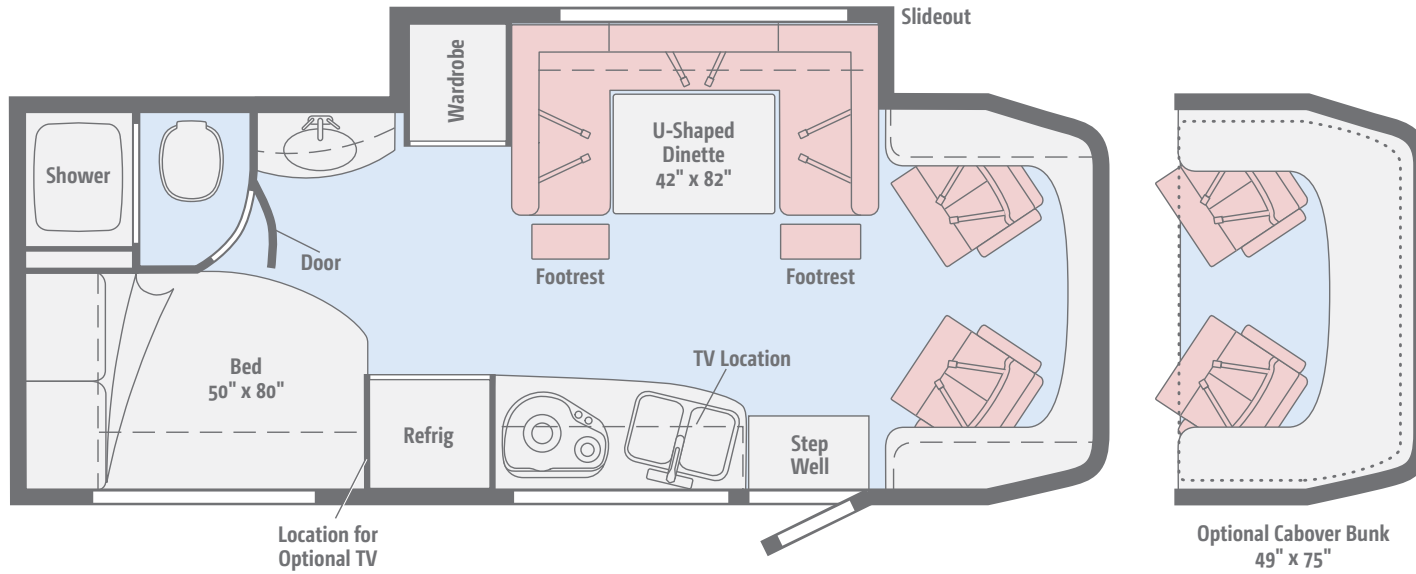 Slideout
Wardrobe
U-Shaped
Dinette
42" x 82"
Shower
Door
Footrest
Footrest
TV Location
Bed
50" x 80"
Refrig
Step
Well
Location for
Optional TV
Optional Cabover Bunk
49" x 75"